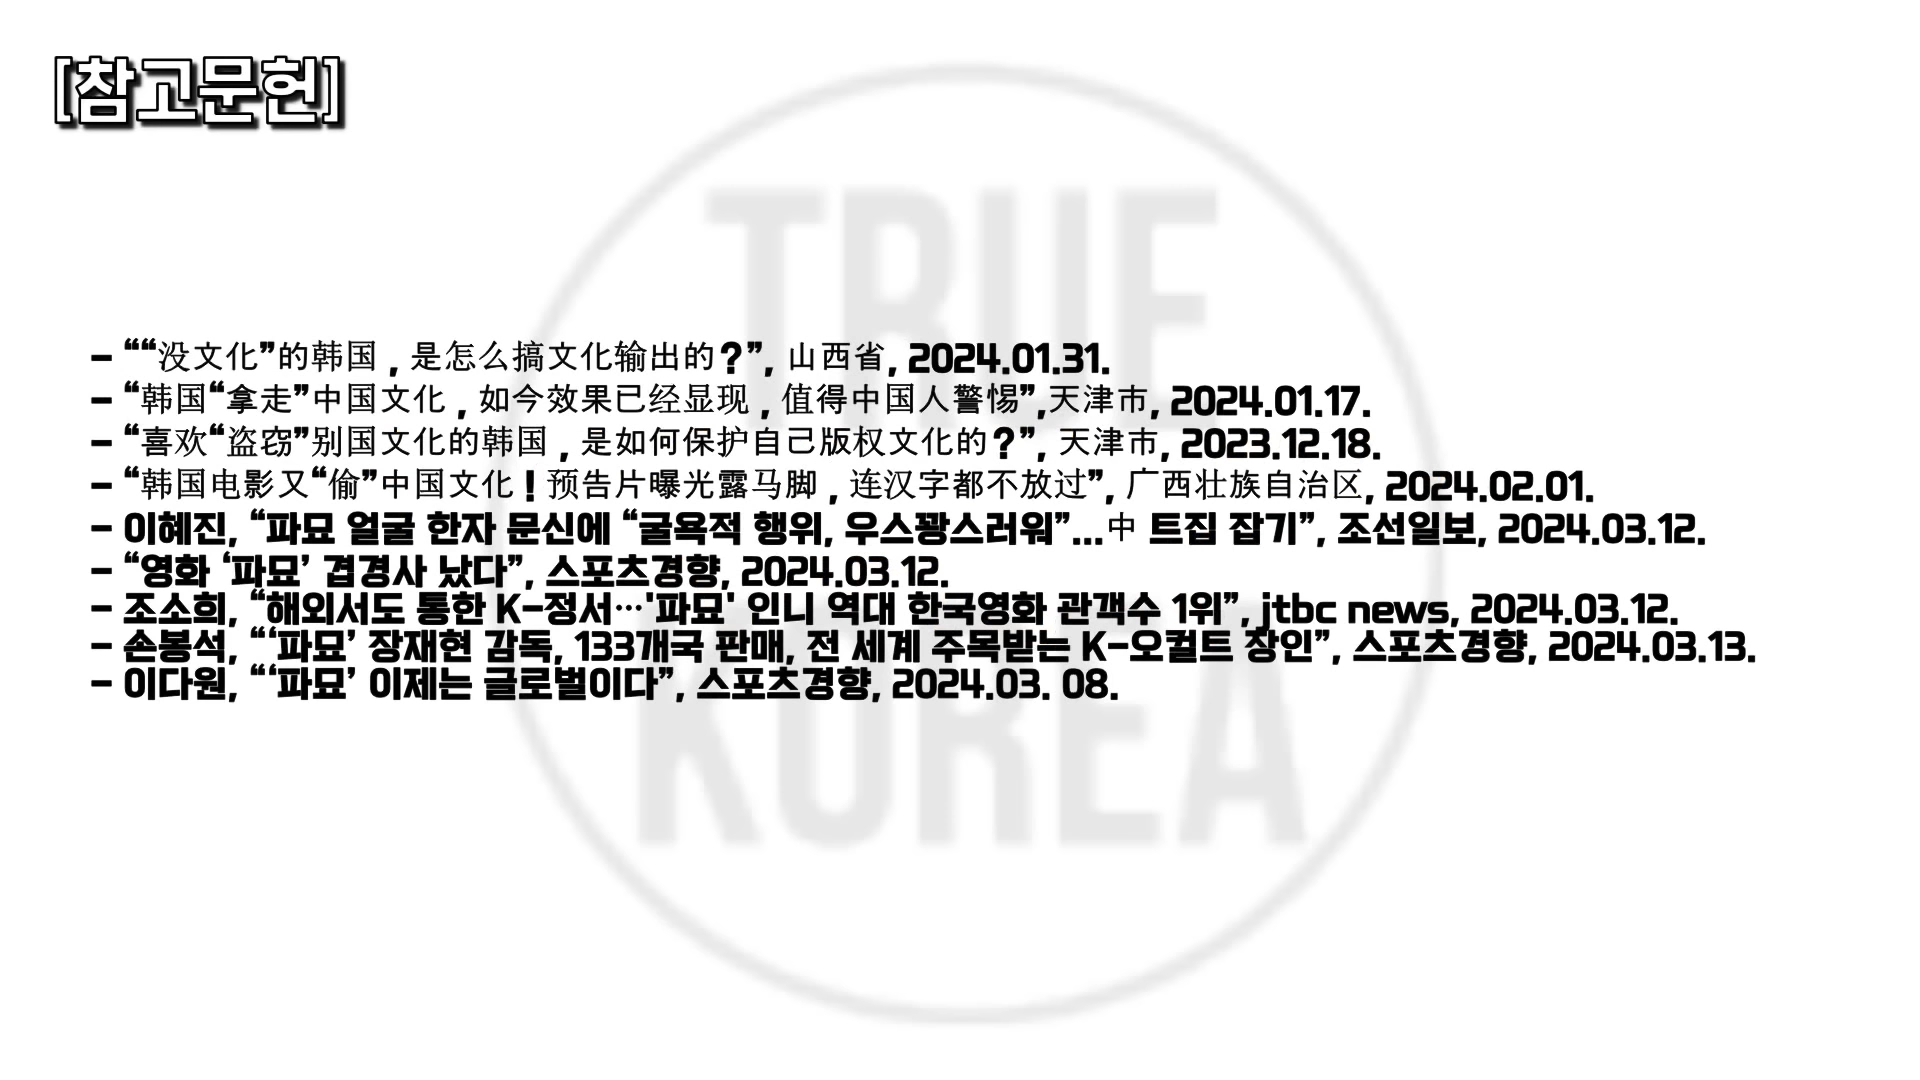 [참고문헌]
TRUE
KOREA
- ““没文化”的韩国，是怎么搞文化输出的？”, 山西省, 2024.01.31.
- “韩国“拿走”中国文化，如今效果已经显现，值得中国人警惕”,天津市, 2024.01.17.
- “喜欢“盗窃”别国文化的韩国，是如何保护自己版权文化的？”, 天津市, 2023.12.18.
- “韩国电影又“偷”中国文化！预告片曝光露马脚，连汉字都不放过”, 广西壮族自治区, 2024.02.01.
- 이혜진, “파묘 얼굴 한자 문신에 “굴욕적 행위, 우스꽝스러워”...中 트집 잡기”, 조선일보, 2024.03.12.
- “영화 ‘파묘’ 겹경사 났다”, 스포츠경향, 2024.03.12.
- 조소희, “해외서도 통한 K-정서…'파묘' 인니 역대 한국영화 관객수 1위”, jtbc news, 2024.03.12.
- 손봉석, “‘파묘’ 장재현 감독, 133개국 판매, 전 세계 주목받는 K-오컬트 장인”, 스포츠경향, 2024.03.13.
- 이다원, “‘파묘’ 이제는 글로벌이다”, 스포츠경향, 2024.03. 08.